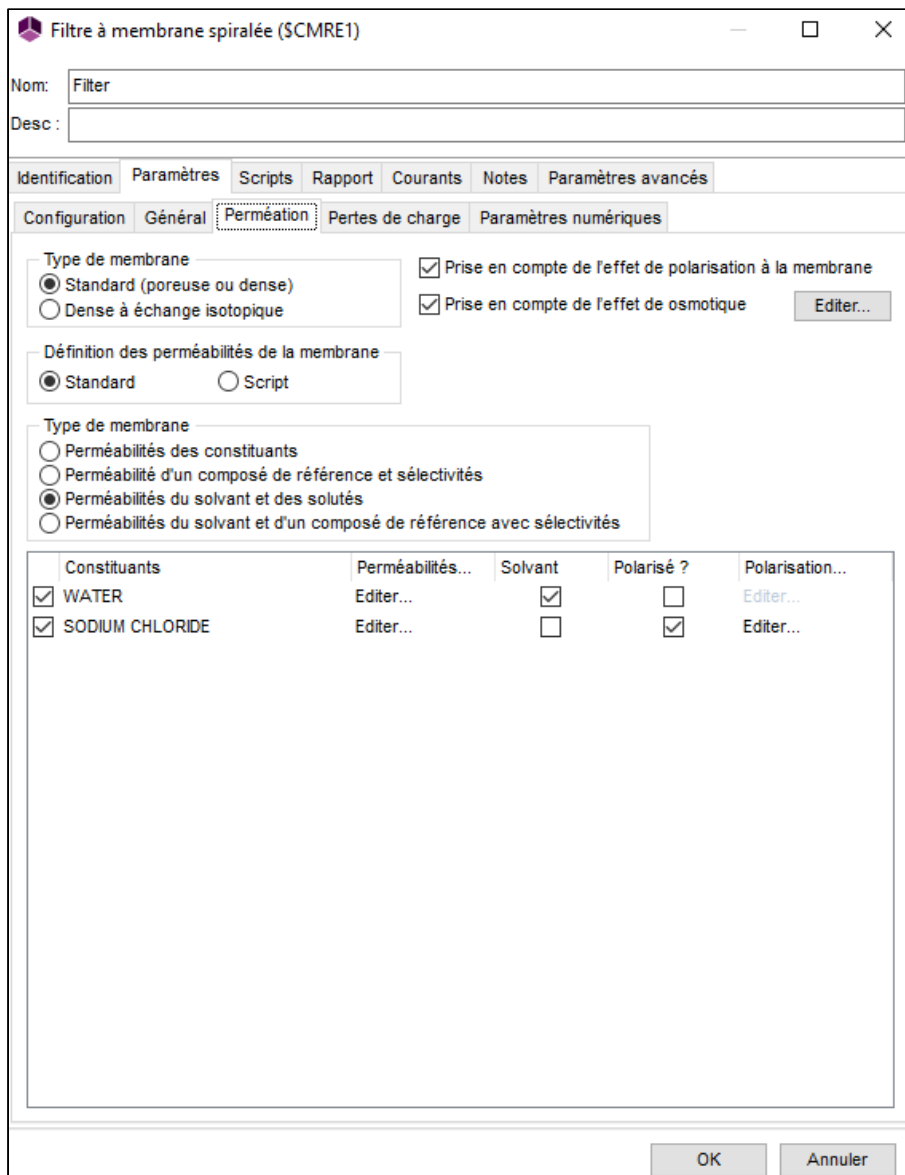 Filtre à membrane spiralée ($CMRE1)
Nom: Filter
Desc :
Identification Paramètres Scripts Rapport Courants Notes Paramètres avancés
Configuration Général Perméation Pertes de charge Paramètres numériques
Type de membrane
Standard (poreuse ou dense)
Dense à échange isotopique
Prise en compte de l'effet de polarisation à la membrane
Prise en compte de l'effet de osmotique Editer...
Définition des perméabilités de la membrane
Standard Script
Type de membrane
Perméabilités des constituants
Perméabilité d'un composé de référence et sélectivités
Perméabilités du solvant et des solutés
Perméabilités du solvant et d'un composé de référence avec sélectivités
Constituants Perméabilités... Solvant Polarisé ? Polarisation...
WATER Editer... Editer...
SODIUM CHLORIDE Editer... Editer...
OK Annuler